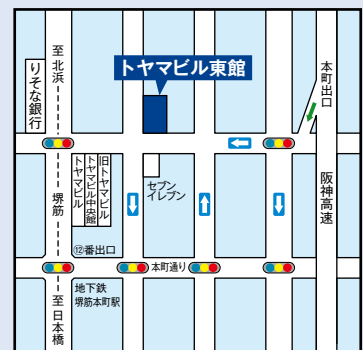 至北浜
りそな銀行
トヤマビル東館
本町出口
阪神高速
堺筋
トヤマビル
トヤマビル中央館
旧トヤマビル
セブン
イレブン
⑫番出口
本町通り
地下鉄
堺筋本町駅
至日本橋